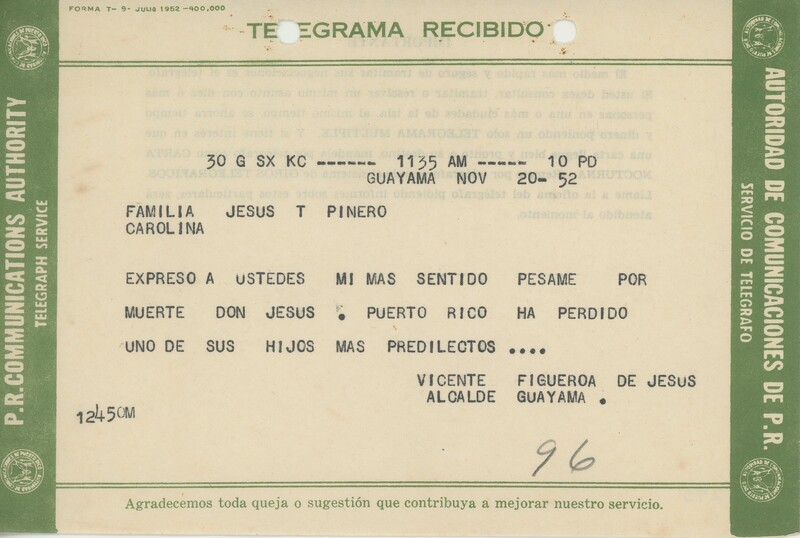 FORMA T- 9- JULIO 1952-400,000
TELEGRAMA RECIBIDO
P.R. COMMUNICATIONS AUTHORITY
TELEGRAPH SERVICE
30 G SX KC ------ 1135 AM ----- 10 PD
GUAYAMA NOV 20- 52
FAMILIA JESUS T PINERO
CAROLINA
EXPRESO A USTEDES MI MAS SENTIDO PESAME POR
MUERTE DON JESUS . PUERTO RICO HA PERDIDO
UNO DE SUS HIJOS MAS PREDILECTOS ....
VICENTE FIGUEROA DE JESUS
ALCALDE GUAYAMA .
1245OM
96
Agradecemos toda queja o sugestión que contribuya a mejorar nuestro servicio.
AUTORIDAD DE COMUNICACIONES DE P.R.
SERVICIO DE TELEGRAFO